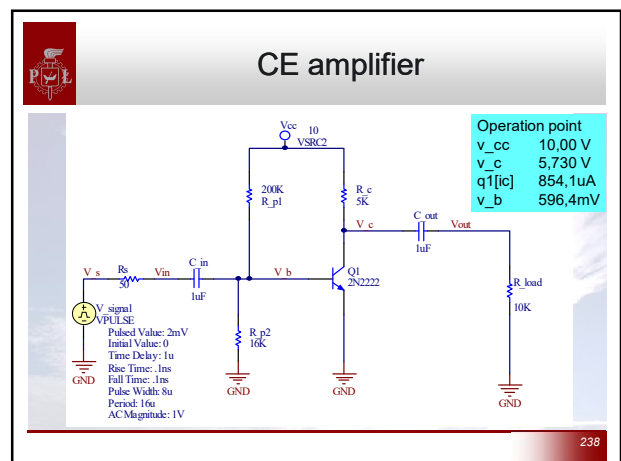 P Ł
CE amplifier
Operation point
v_cc 10,00 V
v_c 5,730 V
q1[ic] 854,1uA
v_b 596,4mV
Vcc 10
VSRC2
200K
R_p1
R_c
5K
V_c
C_out
1uF
Vout
V_s
Rs
50
Vin
C_in
1uF
V_b
Q1
2N2222
R_load
10K
V_signal
VPULSE
Pulsed Value: 2mV
Initial Value: 0
Time Delay: 1u
Rise Time: .1ns
Fall Time: .1ns
Pulse Width: 8u
Period: 16u
AC Magnitude: 1V
R_p2
16K
GND
GND
GND
GND
238